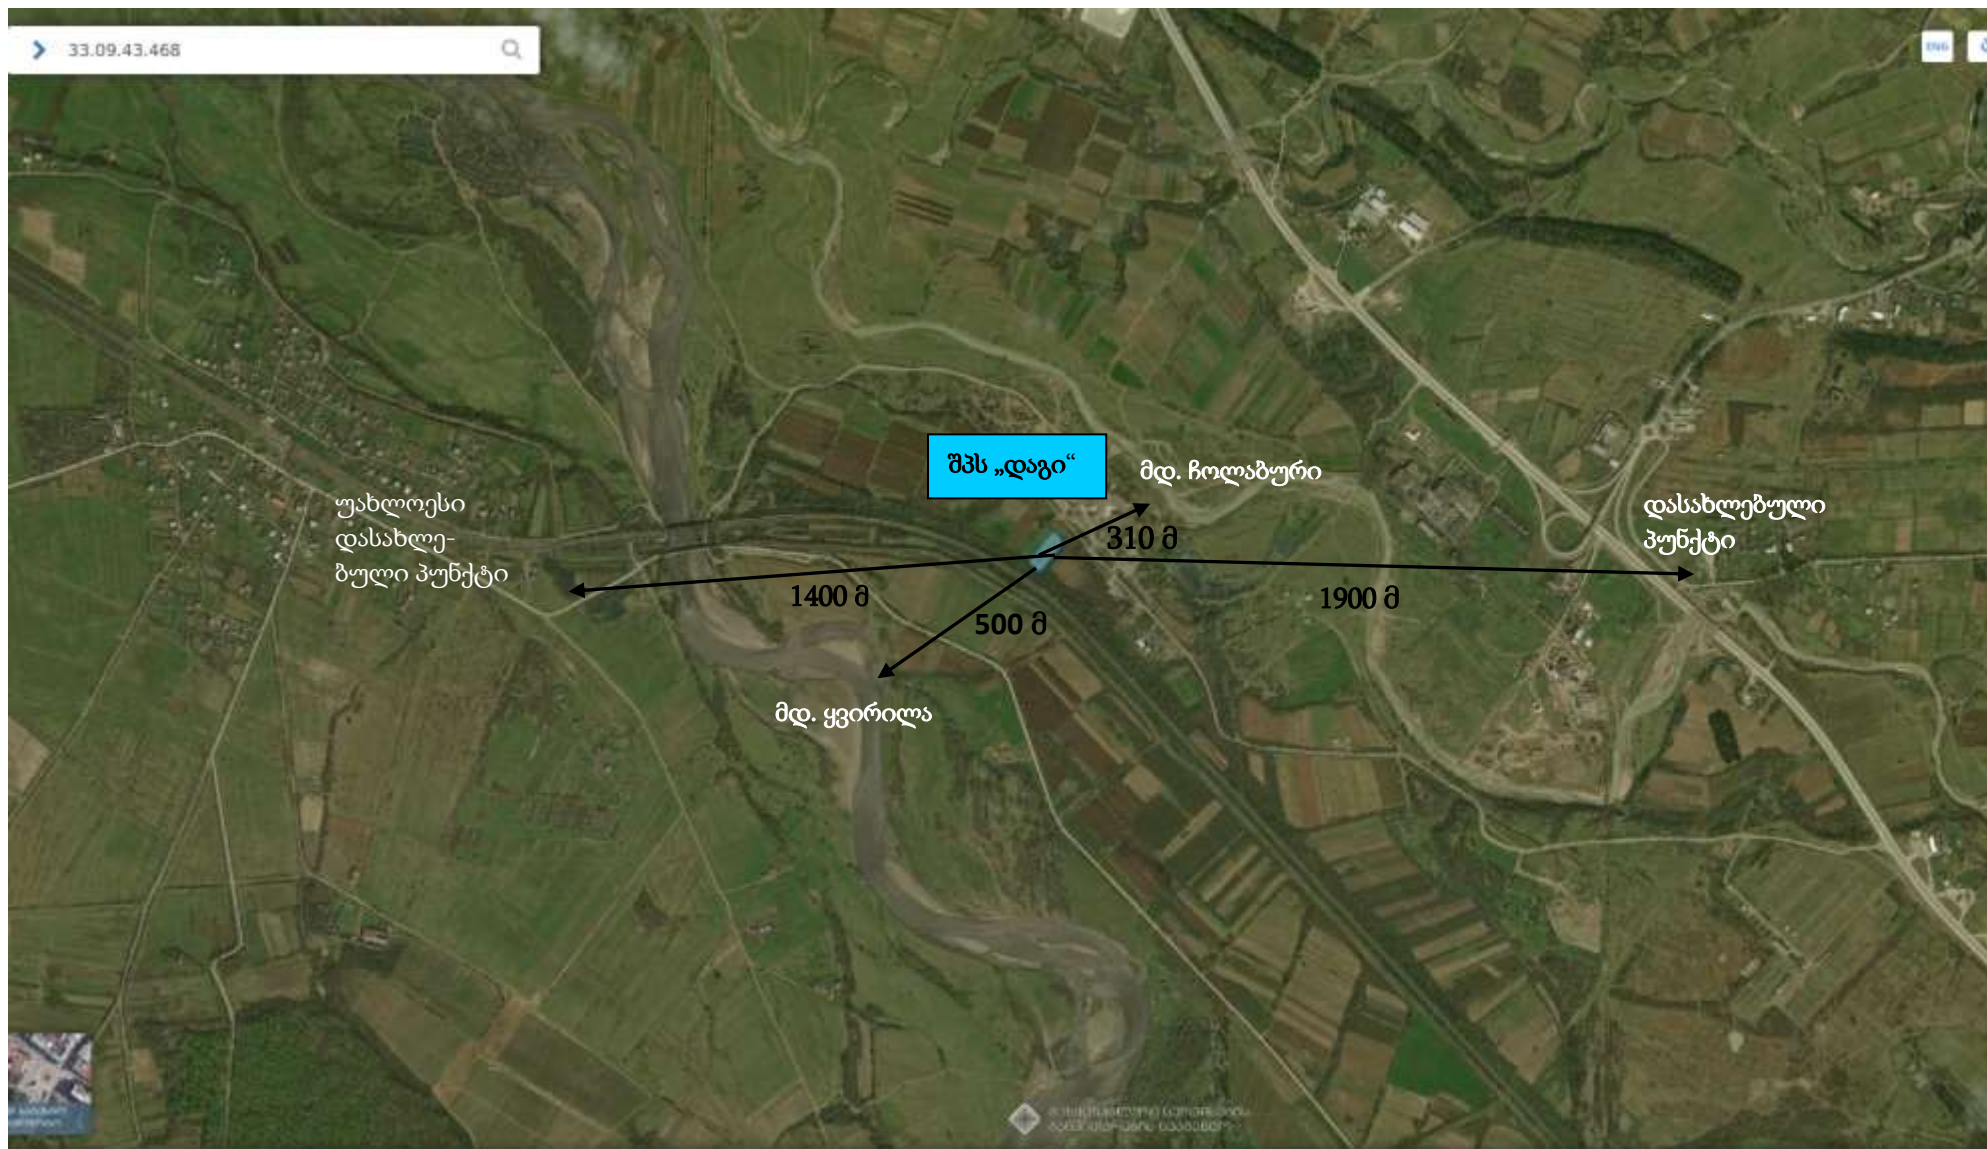 33.09.43.468
ENG
შპს „დაგი“
მდ. ჩოლაბური
უახლოესი
დასახლე-
ბული პუნქტი
დასახლებული
პუნქტი
310 მ
1400 მ
1900 მ
500 მ
მდ. ყვირილა